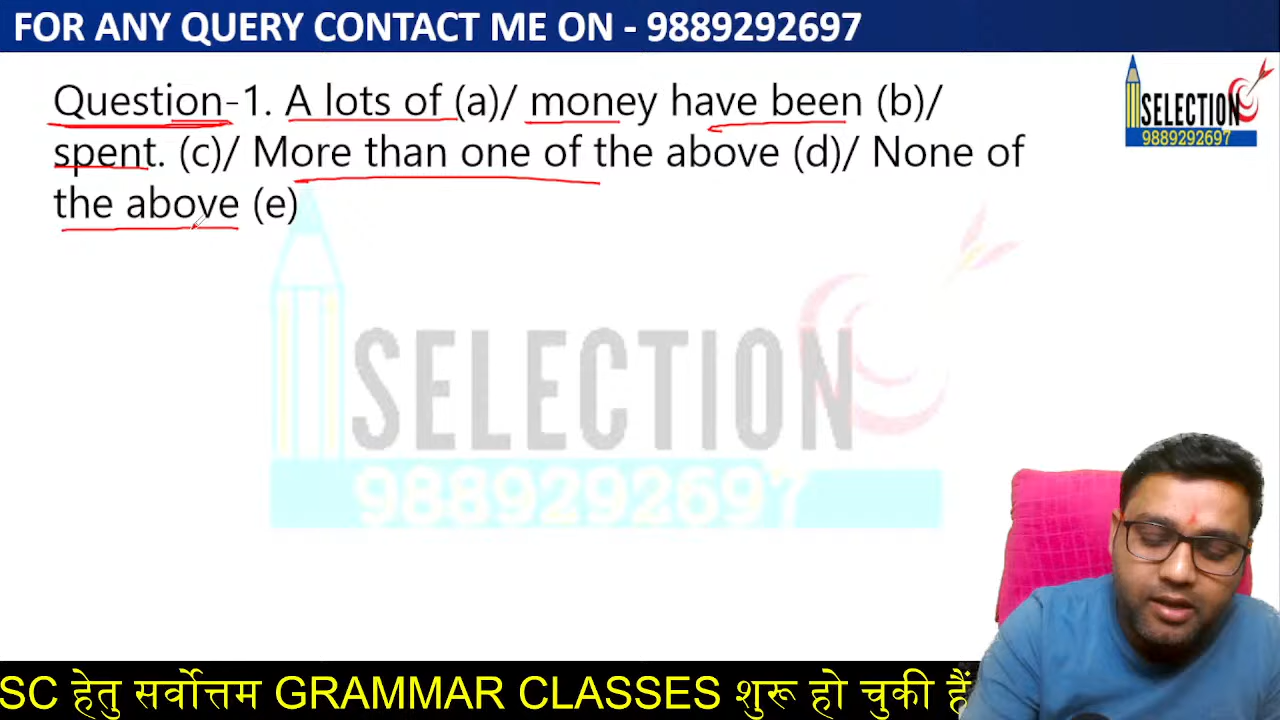 FOR ANY QUERY CONTACT ME ON - 9889292697
Question-1. A lots of (a)/ money have been (b)/
spent. (c)/ More than one of the above (d)/ None of
the above (e)
SELECTION
9889292697
SELECTION
9889292697
SC हेतु सर्वोत्तम GRAMMAR CLASSES शुरू हो चुकी हैं